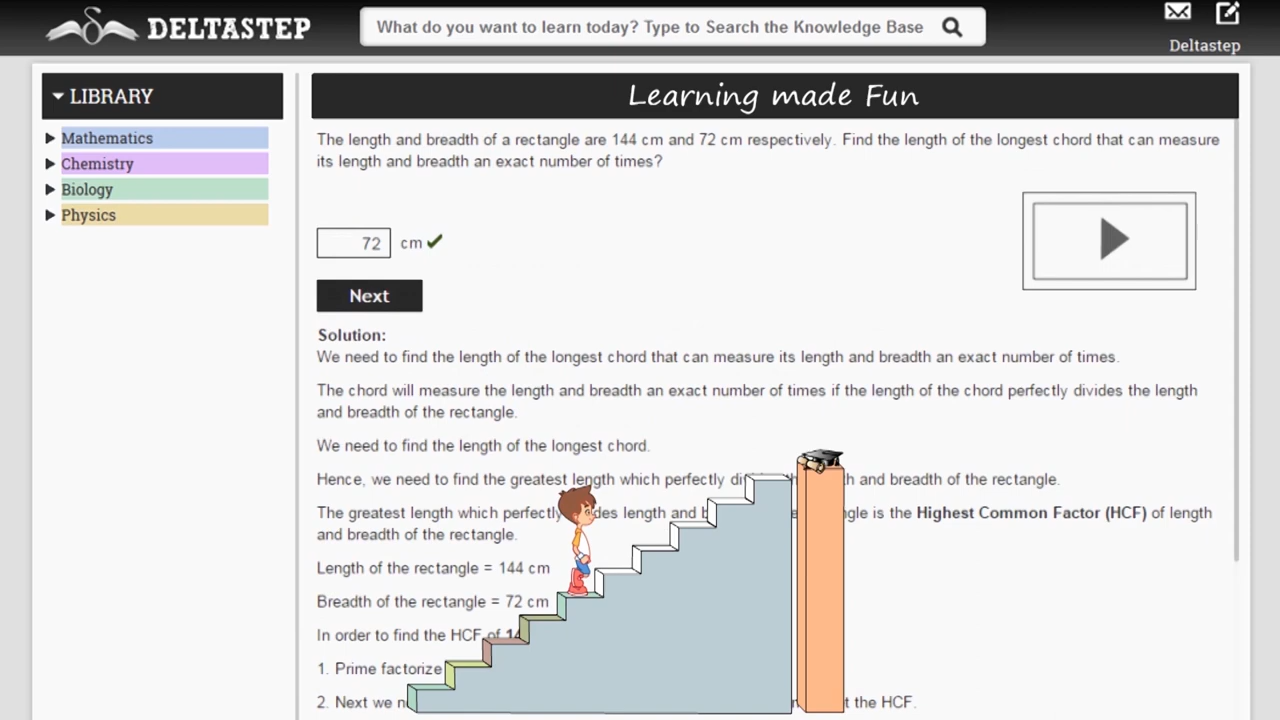 DELTASTEP
What do you want to learn today? Type to Search the Knowledge Base
Deltastep
LIBRARY
Mathematics
Chemistry
Biology
Physics
Learning made Fun
The length and breadth of a rectangle are 144 cm and 72 cm respectively. Find the length of the longest chord that can measure
its length and breadth an exact number of times?
72 cm
Next
Solution:
We need to find the length of the longest chord that can measure its length and breadth an exact number of times.
The chord will measure the length and breadth an exact number of times if the length of the chord perfectly divides the length
and breadth of the rectangle.
We need to find the length of the longest chord.
Hence, we need to find the greatest length which perfectly and breadth of the rectangle.
The greatest length which perfectly length and is the Highest Common Factor (HCF) of length
and breadth of the rectangle.
Length of the rectangle = 144 cm
Breadth of the rectangle = 72 cm
In order to find the HCF of
1. Prime factorize
2. Next we the HCF.